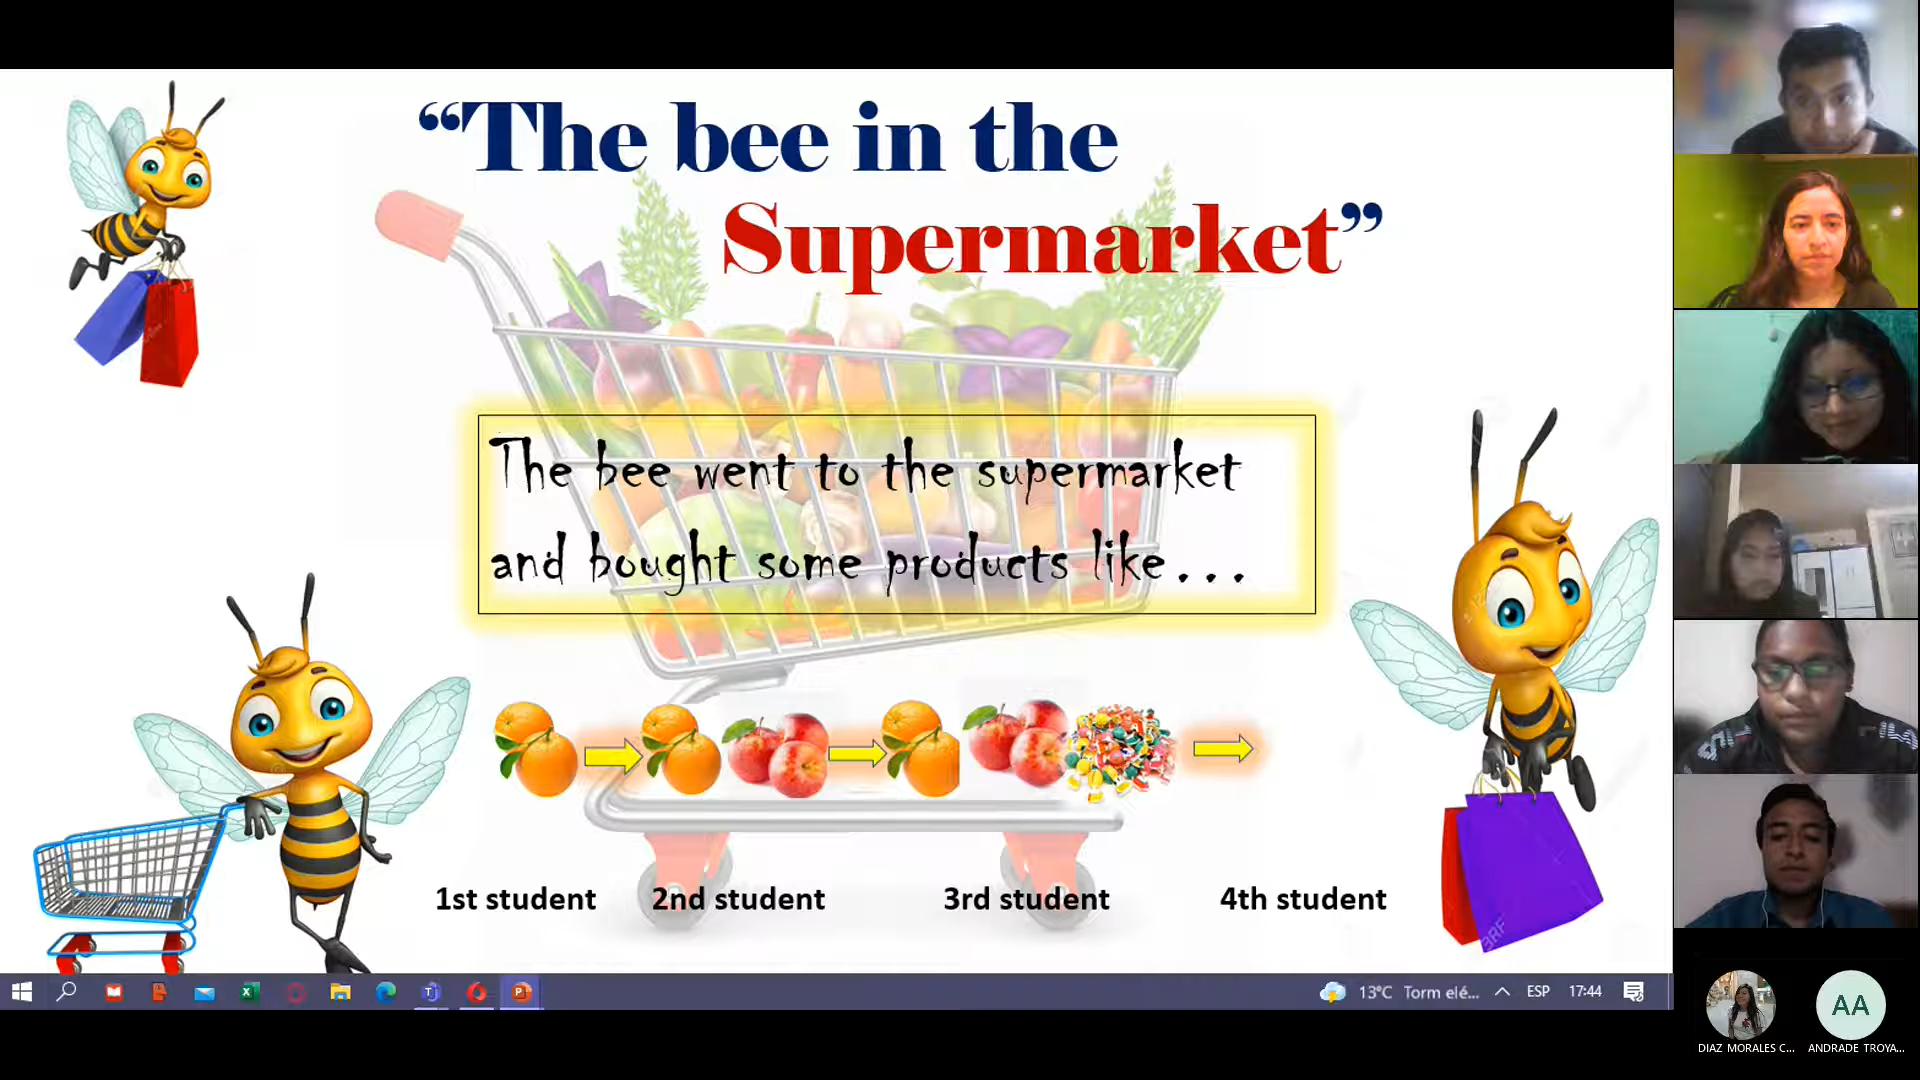 “The bee in the
Supermarket”
The bee went to the supermarket
and bought some products like...
1st student
2nd student
3rd student
4th student
13°C Torm elé...
ESP
17:44
AA
DIAZ MORALES C...
ANDRADE TROYA...